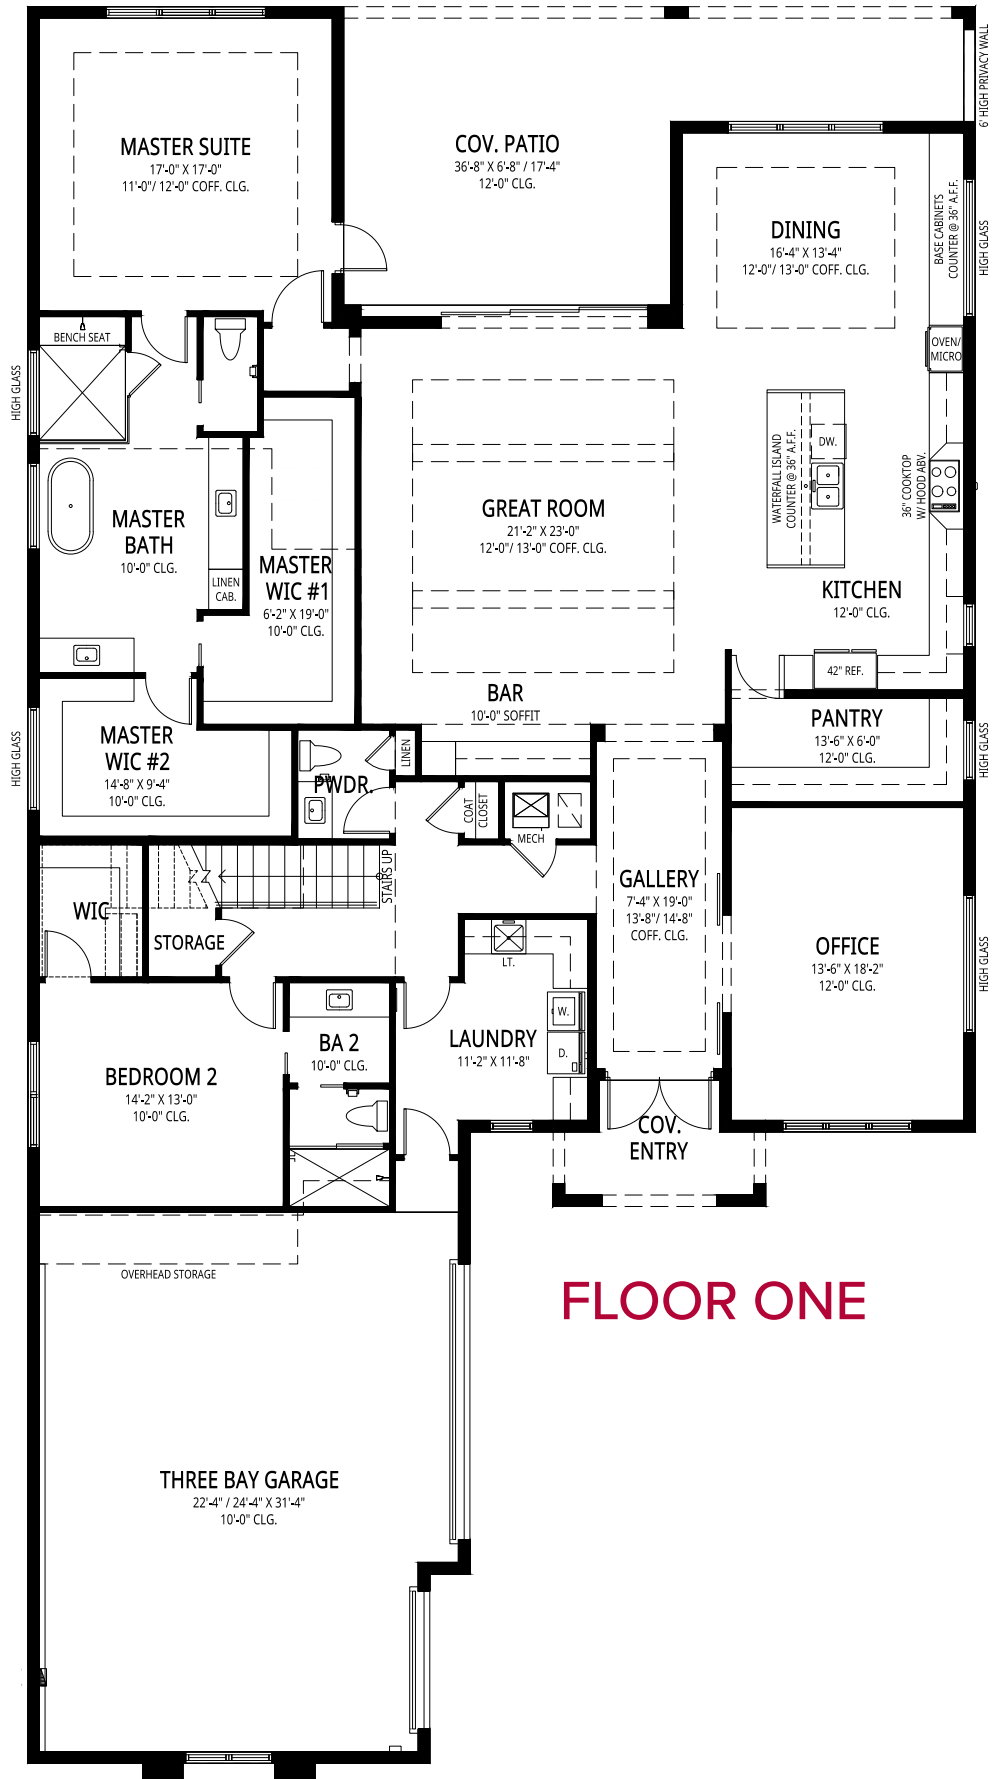 6' HIGH PRIVACY WALL
MASTER SUITE
17'-0" X 17'-0"
11'-0"/ 12'-0" COFF. CLG.
COV. PATIO
36'-8" X 6'-8" / 17'-4"
12'-0" CLG.
DINING
16'-4" X 13'-4"
12'-0"/ 13'-0" COFF. CLG.
BASE CABINETS
COUNTER @ 36" A.F.F.
HIGH GLASS
BENCH SEAT
HIGH GLASS
OVEN/
MICRO
WATERFALL ISLAND
COUNTER @ 36" A.F.F.
DW.
36" COOKTOP
W/ HOOD ABV.
GREAT ROOM
21'-2" X 23'-0"
12'-0"/ 13'-0" COFF. CLG.
MASTER
BATH
10'-0" CLG.
LINEN
CAB.
MASTER
WIC #1
6'-2" X 19'-0"
10'-0" CLG.
KITCHEN
12'-0" CLG.
42" REF.
BAR
10'-0" SOFFIT
PANTRY
13'-6" X 6'-0"
12'-0" CLG.
HIGH GLASS
HIGH GLASS
MASTER
WIC #2
14'-8" X 9'-4"
10'-0" CLG.
LINEN
PWDR.
COAT
CLOSET
MECH
STAIRS UP
GALLERY
7'-4" X 19'-0"
13'-8"/ 14'-8"
COFF. CLG.
WIC
STORAGE
OFFICE
13'-6" X 18'-2"
12'-0" CLG.
HIGH GLASS
LT.
W.
D.
LAUNDRY
11'-2" X 11'-8"
BA 2
10'-0" CLG.
BEDROOM 2
14'-2" X 13'-0"
10'-0" CLG.
COV.
ENTRY
OVERHEAD STORAGE
FLOOR ONE
THREE BAY GARAGE
22'-4" / 24'-4" X 31'-4"
10'-0" CLG.